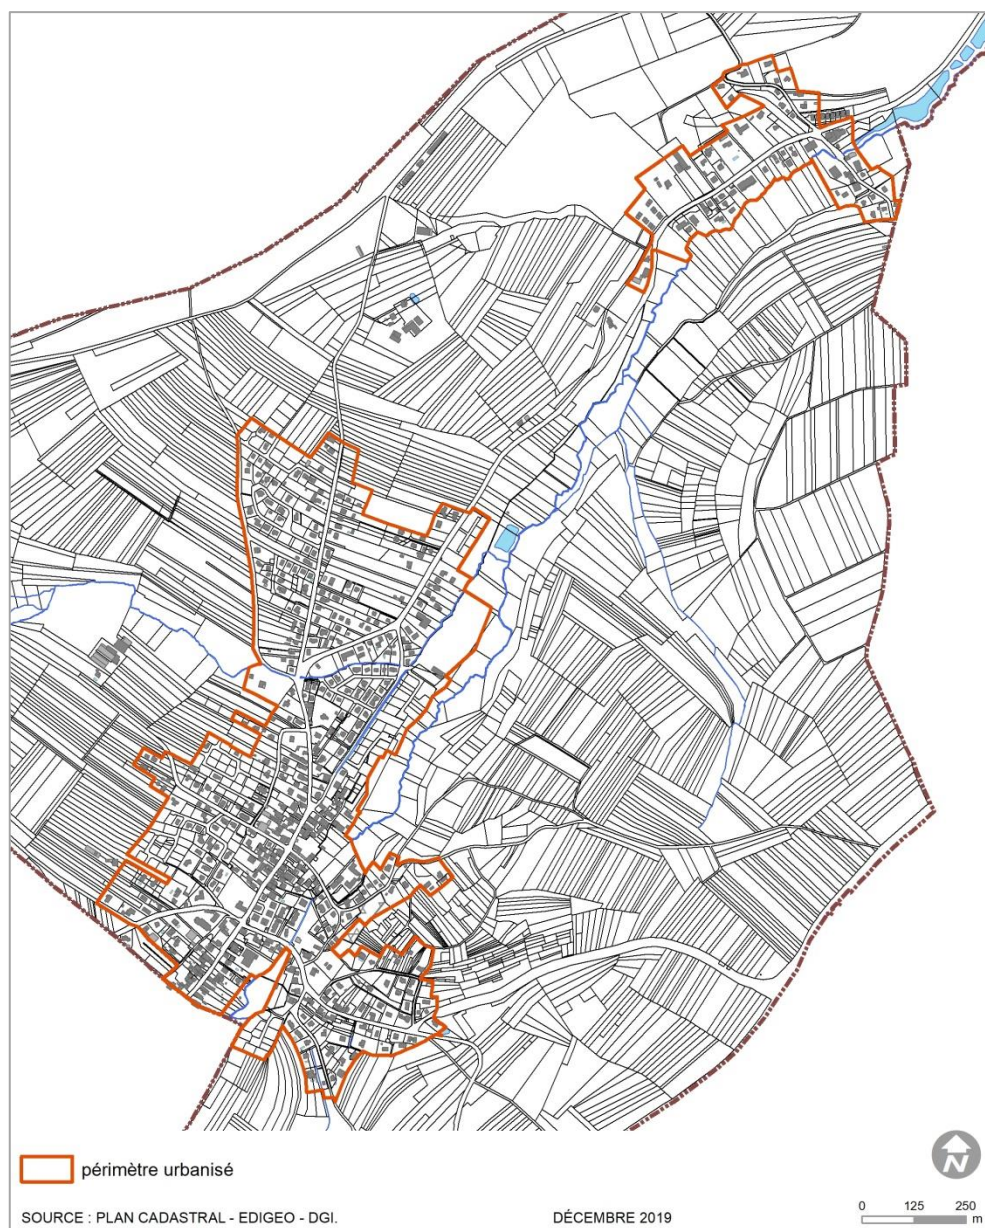 périmètre urbanisé
N
SOURCE : PLAN CADASTRAL - EDIGEO - DGI.
DÉCEMBRE 2019
0 125 250
m